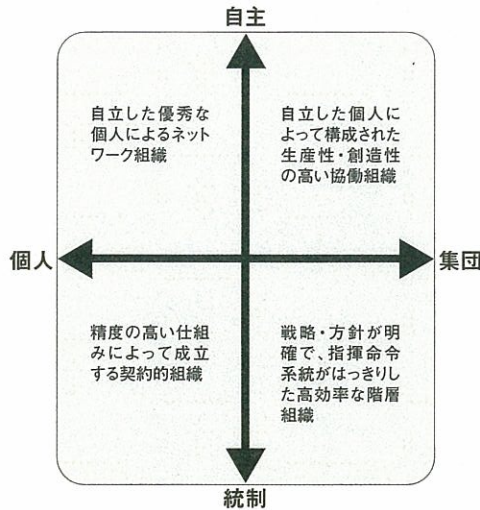 自主
自立した優秀な
個人によるネット
ワーク組織
自立した個人に
よって構成された
生産性・創造性
の高い協働組織
個人
集団
精度の高い仕組
みによって成立
する契約的組織
戦略・方針が明
確で、指揮命令
系統がはっきりし
た高効率な階層
組織
統制